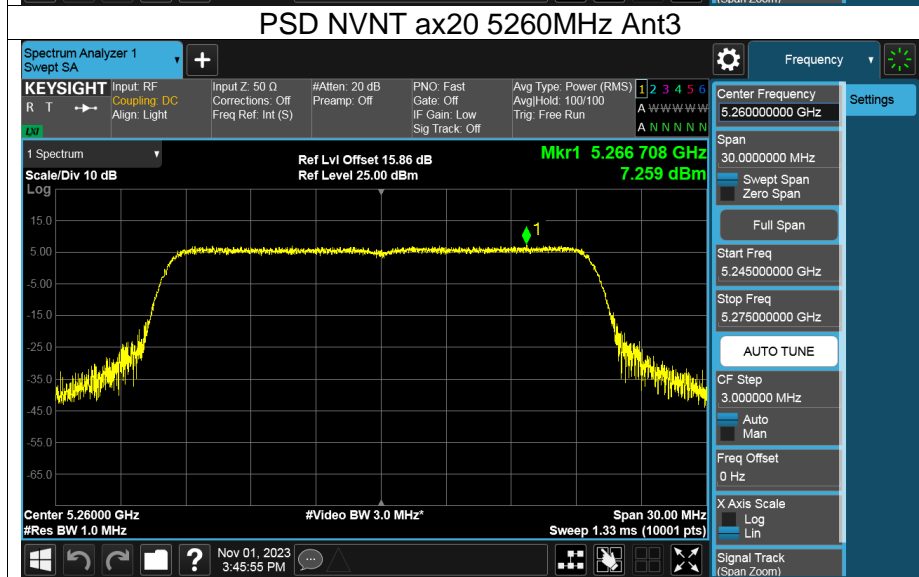 (Span Zoom)
PSD NVNT ax20 5260MHz Ant3
Spectrum Analyzer 1
Swept SA
+
Frequency
KEYSIGHT
R T
LXI
Input: RF
Coupling: DC
Align: Light
Input Z: 50 Ω
Corrections: Off
Freq Ref: Int (S)
#Atten: 20 dB
Preamp: Off
PNO: Fast
Gate: Off
IF Gain: Low
Sig Track: Off
Avg Type: Power (RMS)
Avg|Hold: 100/100
Trig: Free Run
1 2 3 4 5 6
A W W W W W
A N N N N N
1 Spectrum
Scale/Div 10 dB
Log
Ref Lvl Offset 15.86 dB
Ref Level 25.00 dBm
Mkr1 5.266 708 GHz
7.259 dBm
1
15.0
5.00
-5.00
-15.0
-25.0
-35.0
-45.0
-55.0
-65.0
Center 5.26000 GHz
#Res BW 1.0 MHz
#Video BW 3.0 MHz*
Span 30.00 MHz
Sweep 1.33 ms (10001 pts)
Center Frequency
5.260000000 GHz
Settings
Span
30.0000000 MHz
Swept Span
Zero Span
Full Span
Start Freq
5.245000000 GHz
Stop Freq
5.275000000 GHz
AUTO TUNE
CF Step
3.000000 MHz
Auto
Man
Freq Offset
0 Hz
X Axis Scale
Log
Lin
Signal Track
(Span Zoom)
?
Nov 01, 2023
3:45:55 PM